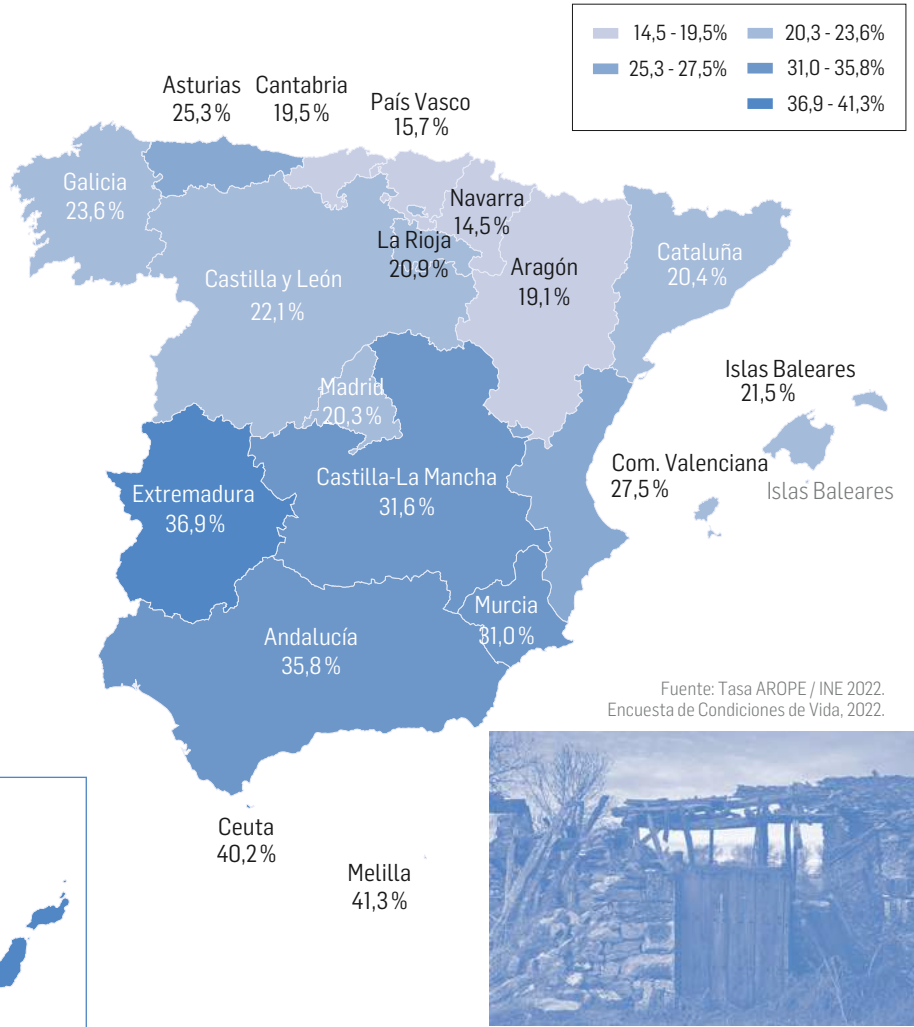 14,5 - 19,5%
20,3 - 23,6%
25,3 - 27,5%
31,0 - 35,8%
36,9 - 41,3%
Asturias
25,3%
Cantabria
19,5%
País Vasco
15,7%
Galicia
23,6%
Navarra
14,5%
La Rioja
20,9%
Castilla y León
22,1%
Aragón
19,1%
Cataluña
20,4%
Madrid
20,3%
Islas Baleares
21,5%
Islas Baleares
Com. Valenciana
27,5%
Extremadura
36,9%
Castilla-La Mancha
31,6%
Murcia
31,0%
Andalucía
35,8%
Fuente: Tasa AROPE / INE 2022.
Encuesta de Condiciones de Vida, 2022.
Ceuta
40,2%
Melilla
41,3%